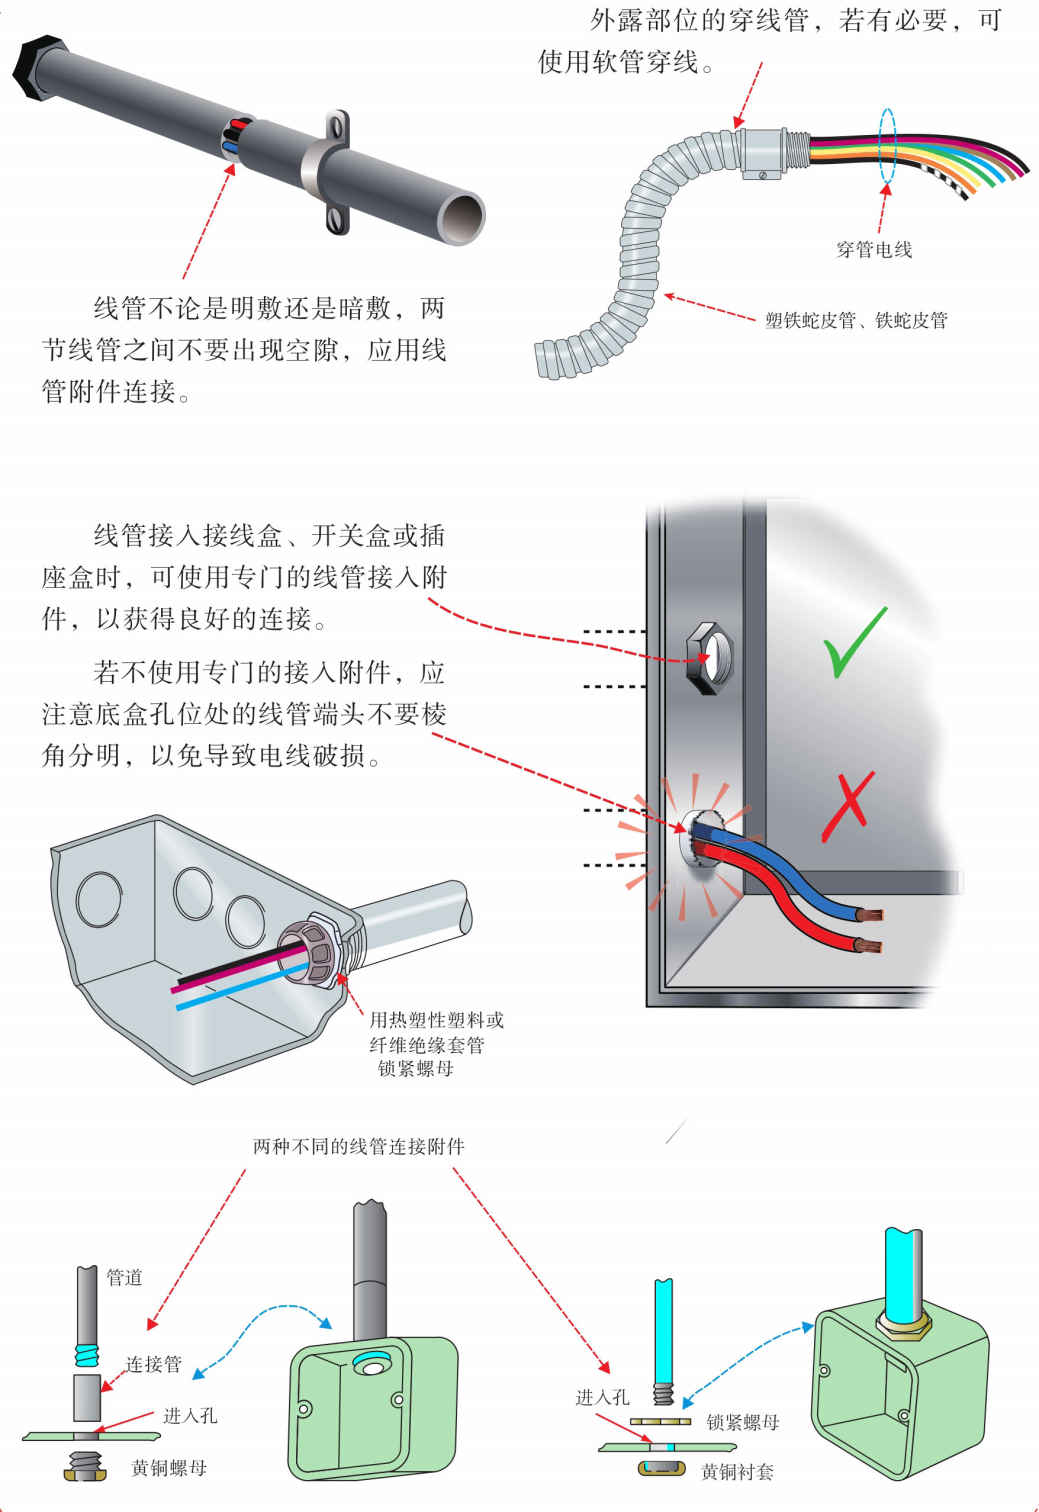 外露部位的穿线管，若有必要，可
使用软管穿线。
穿管电线
塑铁蛇皮管、铁蛇皮管
线管不论是明敷还是暗敷，两
节线管之间不要出现空隙，应用线
管附件连接。
线管接入接线盒、开关盒或插
座盒时，可使用专门的线管接入附
件，以获得良好的连接。
若不使用专门的接入附件，应
注意底盒孔位处的线管端头不要棱
角分明，以免导致电线破损。
用热塑性塑料或
纤维绝缘套管
锁紧螺母
两种不同的线管连接附件
管道
连接管
进入孔
黄铜螺母
进入孔
锁紧螺母
黄铜衬套